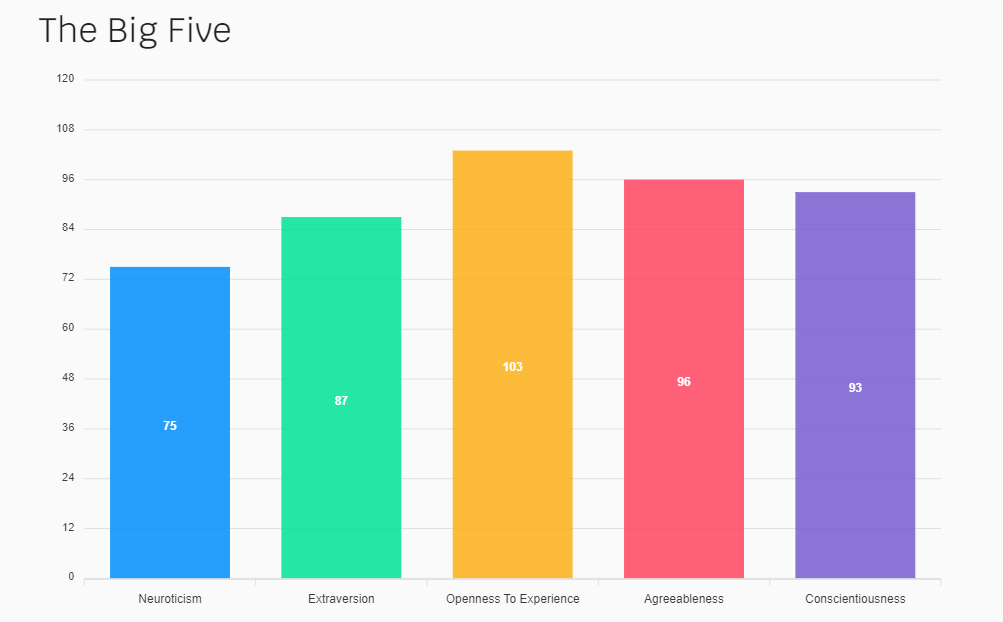 The Big Five
120
108
96
84
72
60
48
36
24
12
0
75
87
103
96
93
Neuroticism
Extraversion
Openness To Experience
Agreeableness
Conscientiousness